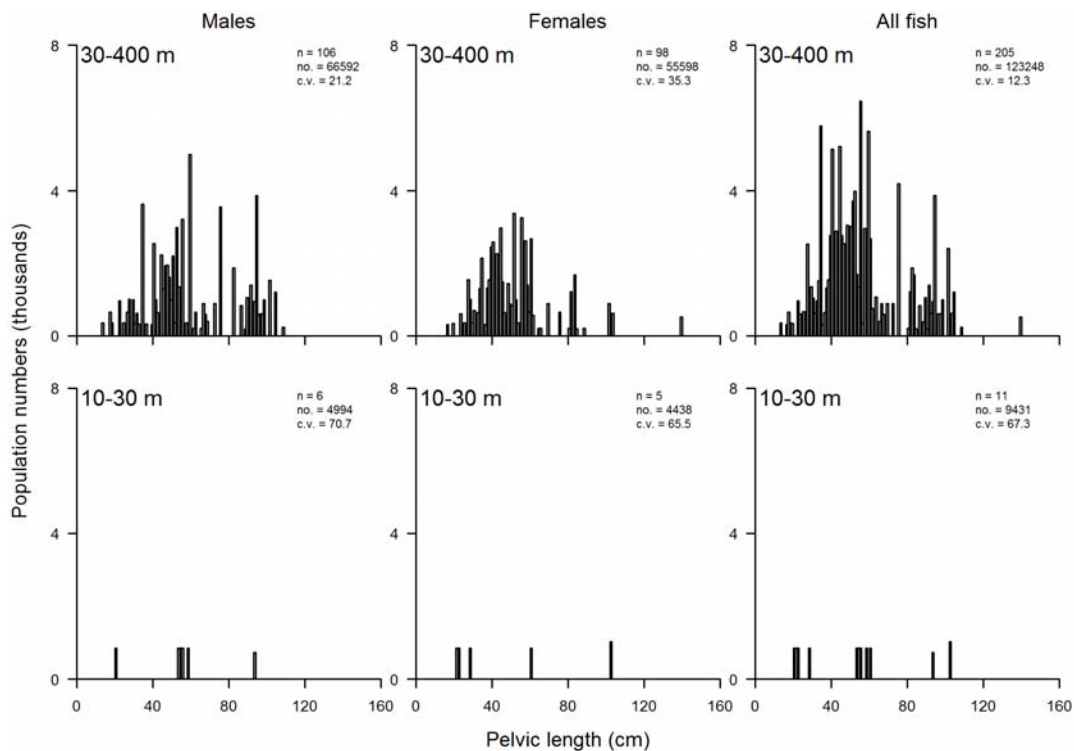 Males
Females
All fish
8
30-400 m
n = 106
no. = 66592
c.v. = 21.2
30-400 m
n = 98
no. = 55598
c.v. = 35.3
30-400 m
n = 205
no. = 123248
c.v. = 12.3
4
4
4
0
0
0
8
8
8
8
8
10-30 m
n = 6
no. = 4994
c.v. = 70.7
10-30 m
n = 5
no. = 4438
c.v. = 65.5
10-30 m
n = 11
no. = 9431
c.v. = 67.3
4
4
4
0
0
0
0 40 80 120 160
0 40 80 120 160
0 40 80 120 160
Population numbers (thousands)
Pelvic length (cm)